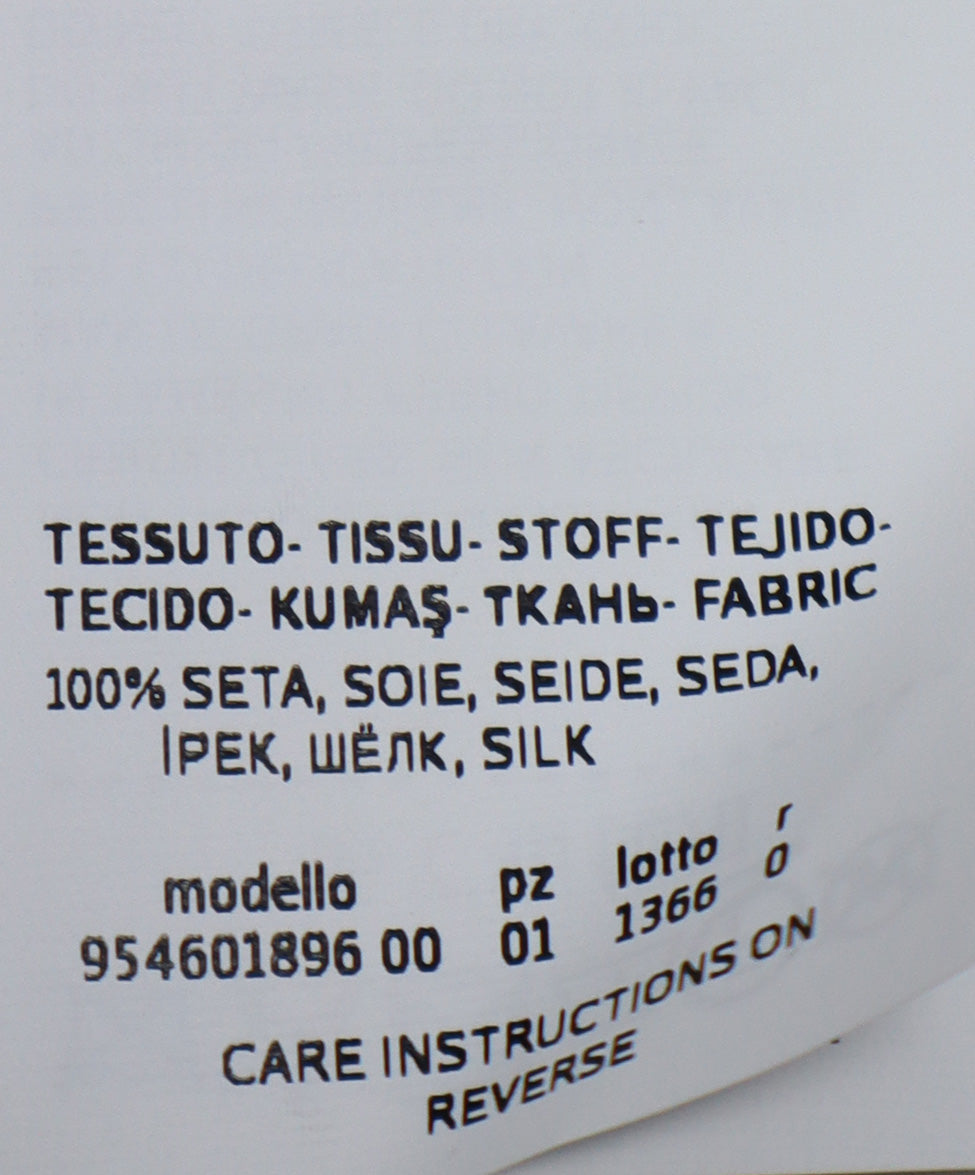 TESSUTO- TISSU- STOFF- TEJIDO-
TECIDO- KUMAŞ- ТКАНЬ- FABRIC
100% SETA, SOIE, SEIDE, SEDA,
İPEK, ШЁЛК, SILK
modello pz lotto r
954601896 00 01 1366 0
CARE INSTRUCTIONS ON
REVERSE